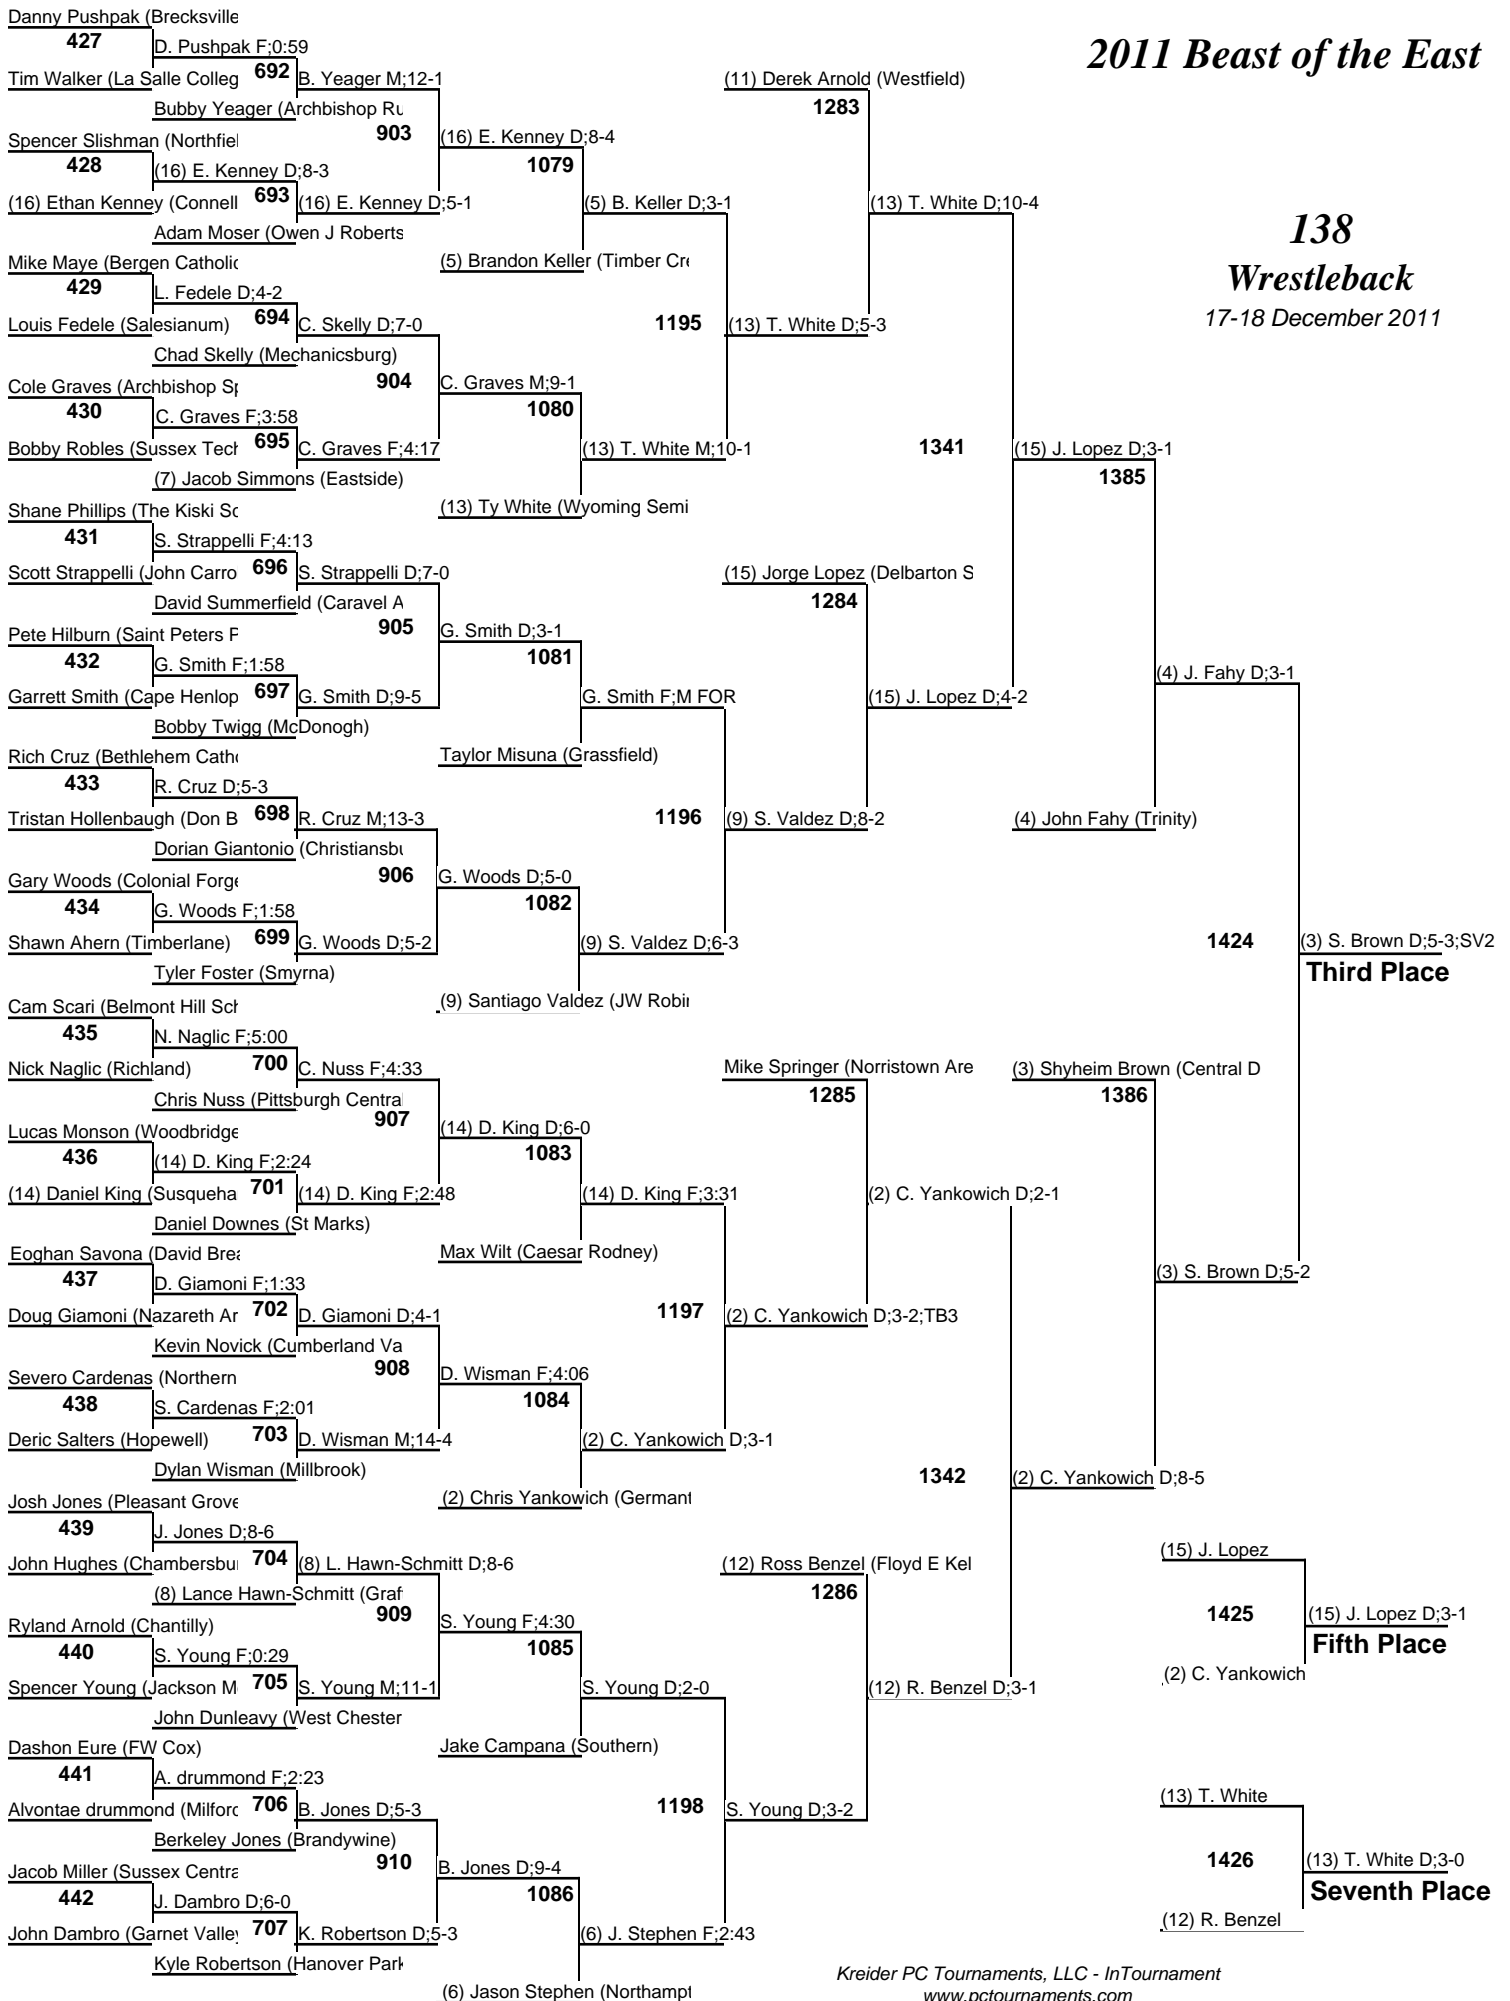 2011 Beast of the East
138
Wrestleback
17-18 December 2011
Danny Pushpak (Brecksville
427
D. Pushpak F;0:59
Tim Walker (La Salle Colleg
692
B. Yeager M;12-1
Bubby Yeager (Archbishop Ru
903
Spencer Slishman (Northfiel
428
(16) E. Kenney D;8-3
(16) Ethan Kenney (Connell
693
(16) E. Kenney D;5-1
Adam Moser (Owen J Roberts
(16) E. Kenney D;8-4
1079
(5) B. Keller D;3-1
(5) Brandon Keller (Timber Cre
Mike Maye (Bergen Catholic
429
L. Fedele D;4-2
Louis Fedele (Salesianum)
694
C. Skelly D;7-0
Chad Skelly (Mechanicsburg)
904
Cole Graves (Archbishop Sp
430
C. Graves F;3:58
Bobby Robles (Sussex Tech
695
C. Graves F;4:17
(7) Jacob Simmons (Eastside)
C. Graves M;9-1
1080
(13) T. White M;10-1
(13) Ty White (Wyoming Semi
1195
(13) T. White D;5-3
(11) Derek Arnold (Westfield)
1283
(13) T. White D;10-4
Shane Phillips (The Kiski Sc
431
S. Strappelli F;4:13
Scott Strappelli (John Carro
696
S. Strappelli D;7-0
David Summerfield (Caravel A
905
Pete Hilburn (Saint Peters P
432
G. Smith F;1:58
Garrett Smith (Cape Henlop
697
G. Smith D;9-5
Bobby Twigg (McDonogh)
G. Smith D;3-1
1081
G. Smith F;M FOR
Taylor Misuna (Grassfield)
Rich Cruz (Bethlehem Catho
433
R. Cruz D;5-3
Tristan Hollenbaugh (Don B
698
R. Cruz M;13-3
Dorian Giantonio (Christiansbu
906
Gary Woods (Colonial Forge
434
G. Woods F;1:58
Shawn Ahern (Timberlane)
699
G. Woods D;5-2
Tyler Foster (Smyrna)
G. Woods D;5-0
1082
(9) S. Valdez D;6-3
(9) Santiago Valdez (JW Robin
1196
(9) S. Valdez D;8-2
(15) Jorge Lopez (Delbarton S
1284
(15) J. Lopez D;4-2
1341
(15) J. Lopez D;3-1
1385
(4) J. Fahy D;3-1
(4) John Fahy (Trinity)
Cam Scari (Belmont Hill Sch
435
N. Naglic F;5:00
Nick Naglic (Richland)
700
C. Nuss F;4:33
Chris Nuss (Pittsburgh Central
907
Lucas Monson (Woodbridge
436
(14) D. King F;2:24
(14) Daniel King (Susqueha
701
(14) D. King F;2:48
Daniel Downes (St Marks)
(14) D. King D;6-0
1083
(14) D. King F;3:31
Max Wilt (Caesar Rodney)
Eoghan Savona (David Brea
437
D. Giamoni F;1:33
Doug Giamoni (Nazareth Ar
702
D. Giamoni D;4-1
Kevin Novick (Cumberland Va
908
Severo Cardenas (Northern
438
S. Cardenas F;2:01
Deric Salters (Hopewell)
703
D. Wisman M;14-4
Dylan Wisman (Millbrook)
D. Wisman F;4:06
1084
(2) C. Yankowich D;3-1
(2) Chris Yankowich (Germant
1197
(2) C. Yankowich D;3-2;TB3
Mike Springer (Norristown Are
1285
(2) C. Yankowich D;2-1
Josh Jones (Pleasant Grove
439
J. Jones D;8-6
John Hughes (Chambersbur
704
(8) L. Hawn-Schmitt D;8-6
(8) Lance Hawn-Schmitt (Graf
909
Ryland Arnold (Chantilly)
440
S. Young F;0:29
Spencer Young (Jackson M
705
S. Young M;11-1
John Dunleavy (West Chester
S. Young F;4:30
1085
S. Young D;2-0
Jake Campana (Southern)
Dashon Eure (FW Cox)
441
A. drummond F;2:23
Alvontae drummond (Milford
706
B. Jones D;5-3
Berkeley Jones (Brandywine)
910
Jacob Miller (Sussex Centra
442
J. Dambro D;6-0
John Dambro (Garnet Valley
707
K. Robertson D;5-3
Kyle Robertson (Hanover Park
B. Jones D;9-4
1086
(6) J. Stephen F;2:43
(6) Jason Stephen (Northampt
1198
S. Young D;3-2
(12) Ross Benzel (Floyd E Kel
1286
(12) R. Benzel D;3-1
1342
(2) C. Yankowich D;8-5
(3) Shyheim Brown (Central D
1386
(3) S. Brown D;5-2
1424
(3) S. Brown D;5-3;SV2
Third Place
(15) J. Lopez
1425
(15) J. Lopez D;3-1
Fifth Place
(2) C. Yankowich
(13) T. White
1426
(13) T. White D;3-0
Seventh Place
(12) R. Benzel
Kreider PC Tournaments, LLC - InTournament
www.pctournaments.com